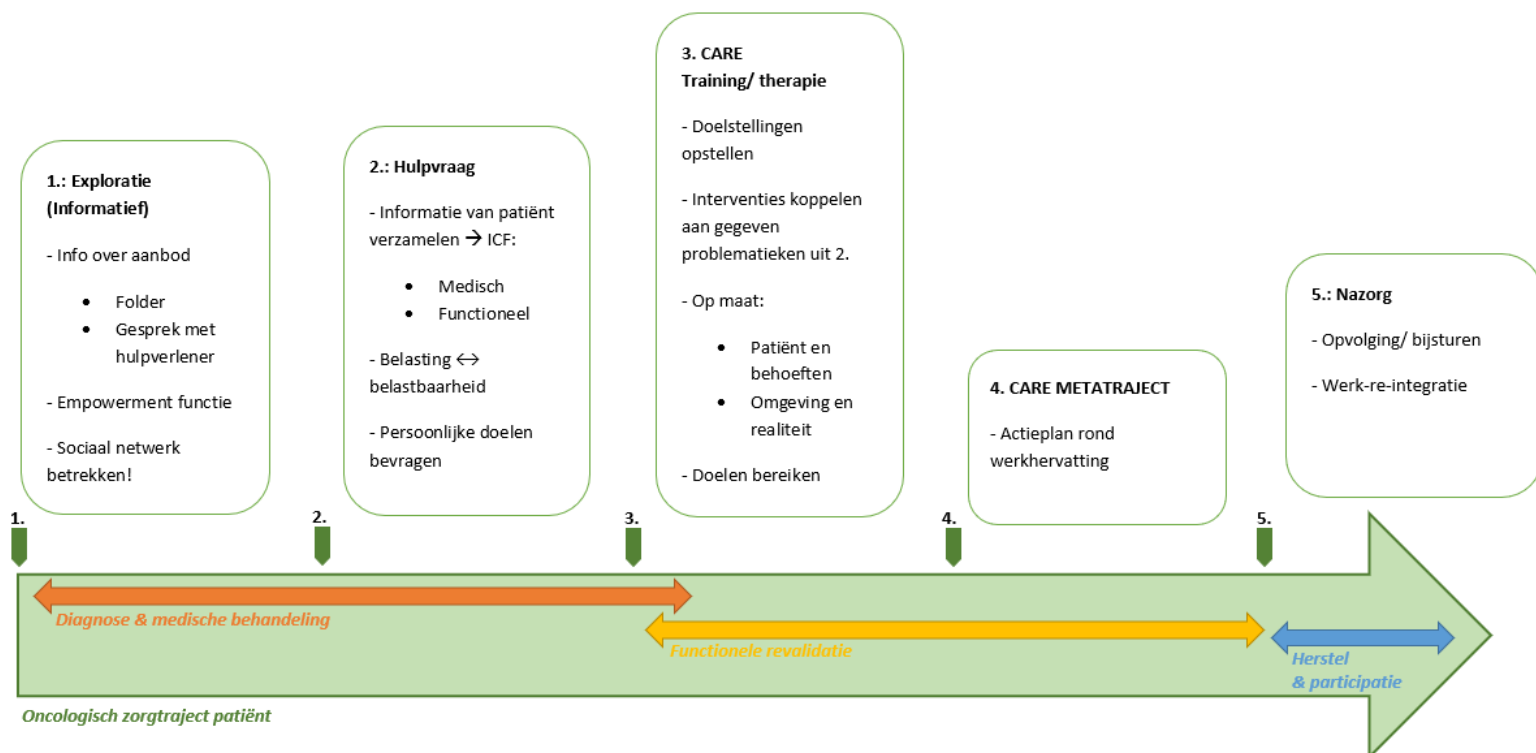 1.: Exploratie
(Informatief)
- Info over aanbod
• Folder
• Gesprek met
hulpverlener
- Empowerment functie
- Sociaal netwerk
betrekken!
2.: Hulpvraag
- Informatie van patiënt
verzamelen → ICF:
• Medisch
• Functioneel
- Belasting ↔
belastbaarheid
- Persoonlijke doelen
bevragen
3. CARE
Training/ therapie
- Doelstellingen
opstellen
- Interventies koppelen
aan gegeven
problematieken uit 2.
- Op maat:
• Patiënt en
behoeften
• Omgeving en
realiteit
- Doelen bereiken
4. CARE METATRAJECT
- Actieplan rond
werkhervatting
5.: Nazorg
- Opvolging/ bijsturen
- Werk-re-integratie
1.
2.
3.
4.
5.
Diagnose & medische behandeling
Functionele revalidatie
Herstel
& participatie
Oncologisch zorgtraject patiënt